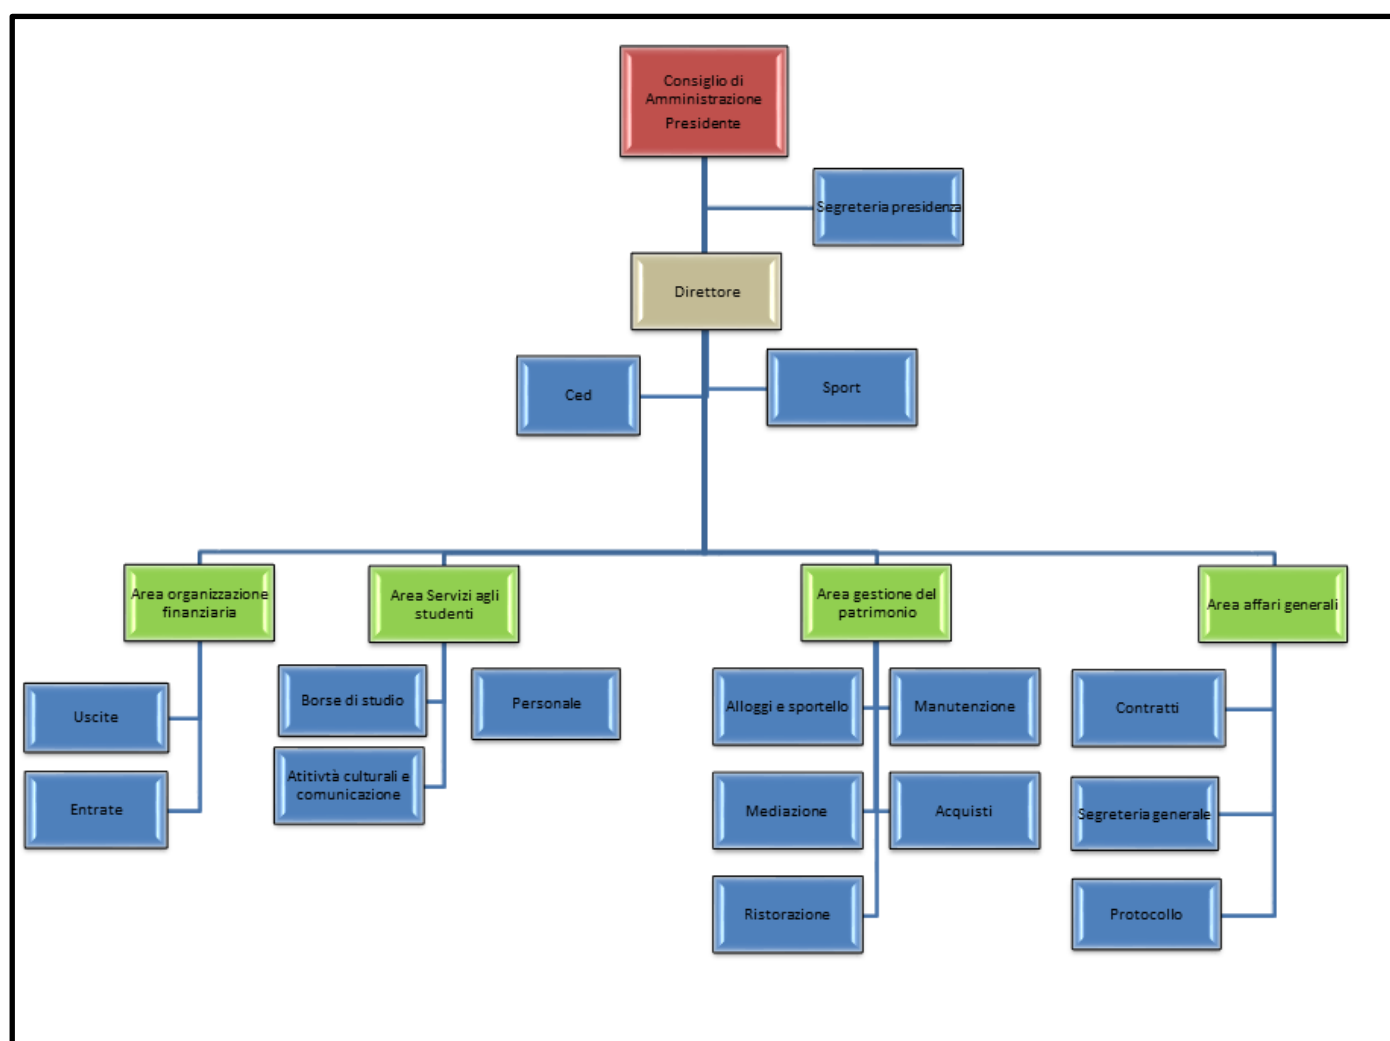 Consiglio di
Amministrazione
Presidente
Segreteria presidenza
Direttore
Ced
Sport
Area organizzazione
finanziaria
Area Servizi agli
studenti
Area gestione del
patrimonio
Area affari generali
Uscite
Entrate
Borse di studio
Personale
Atitivtà culturali e
comunicazione
Alloggi e sportello
Manutenzione
Mediazione
Acquisti
Ristorazione
Contratti
Segreteria generale
Protocollo